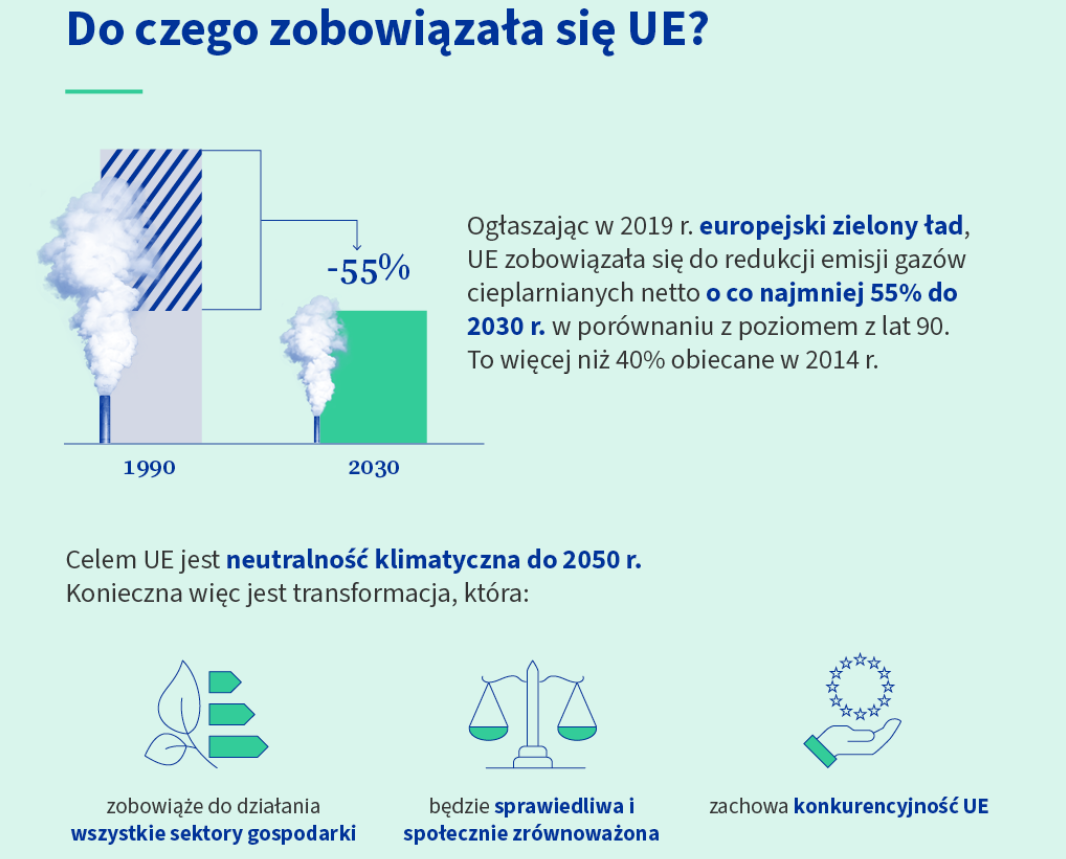 Do czego zobowiązała się UE?
-55%
1990
2030
Ogłaszając w 2019 r. europejski zielony ład,
UE zobowiązała się do redukcji emisji gazów
cieplarnianych netto o co najmniej 55% do
2030 r. w porównaniu z poziomem z lat 90.
To więcej niż 40% obiecane w 2014 r.
Celem UE jest neutralność klimatyczna do 2050 r.
Konieczna więc jest transformacja, która:
zobowiąże do działania
wszystkie sektory gospodarki
będzie sprawiedliwa i
społecznie zrównoważona
zachowa konkurencyjność UE